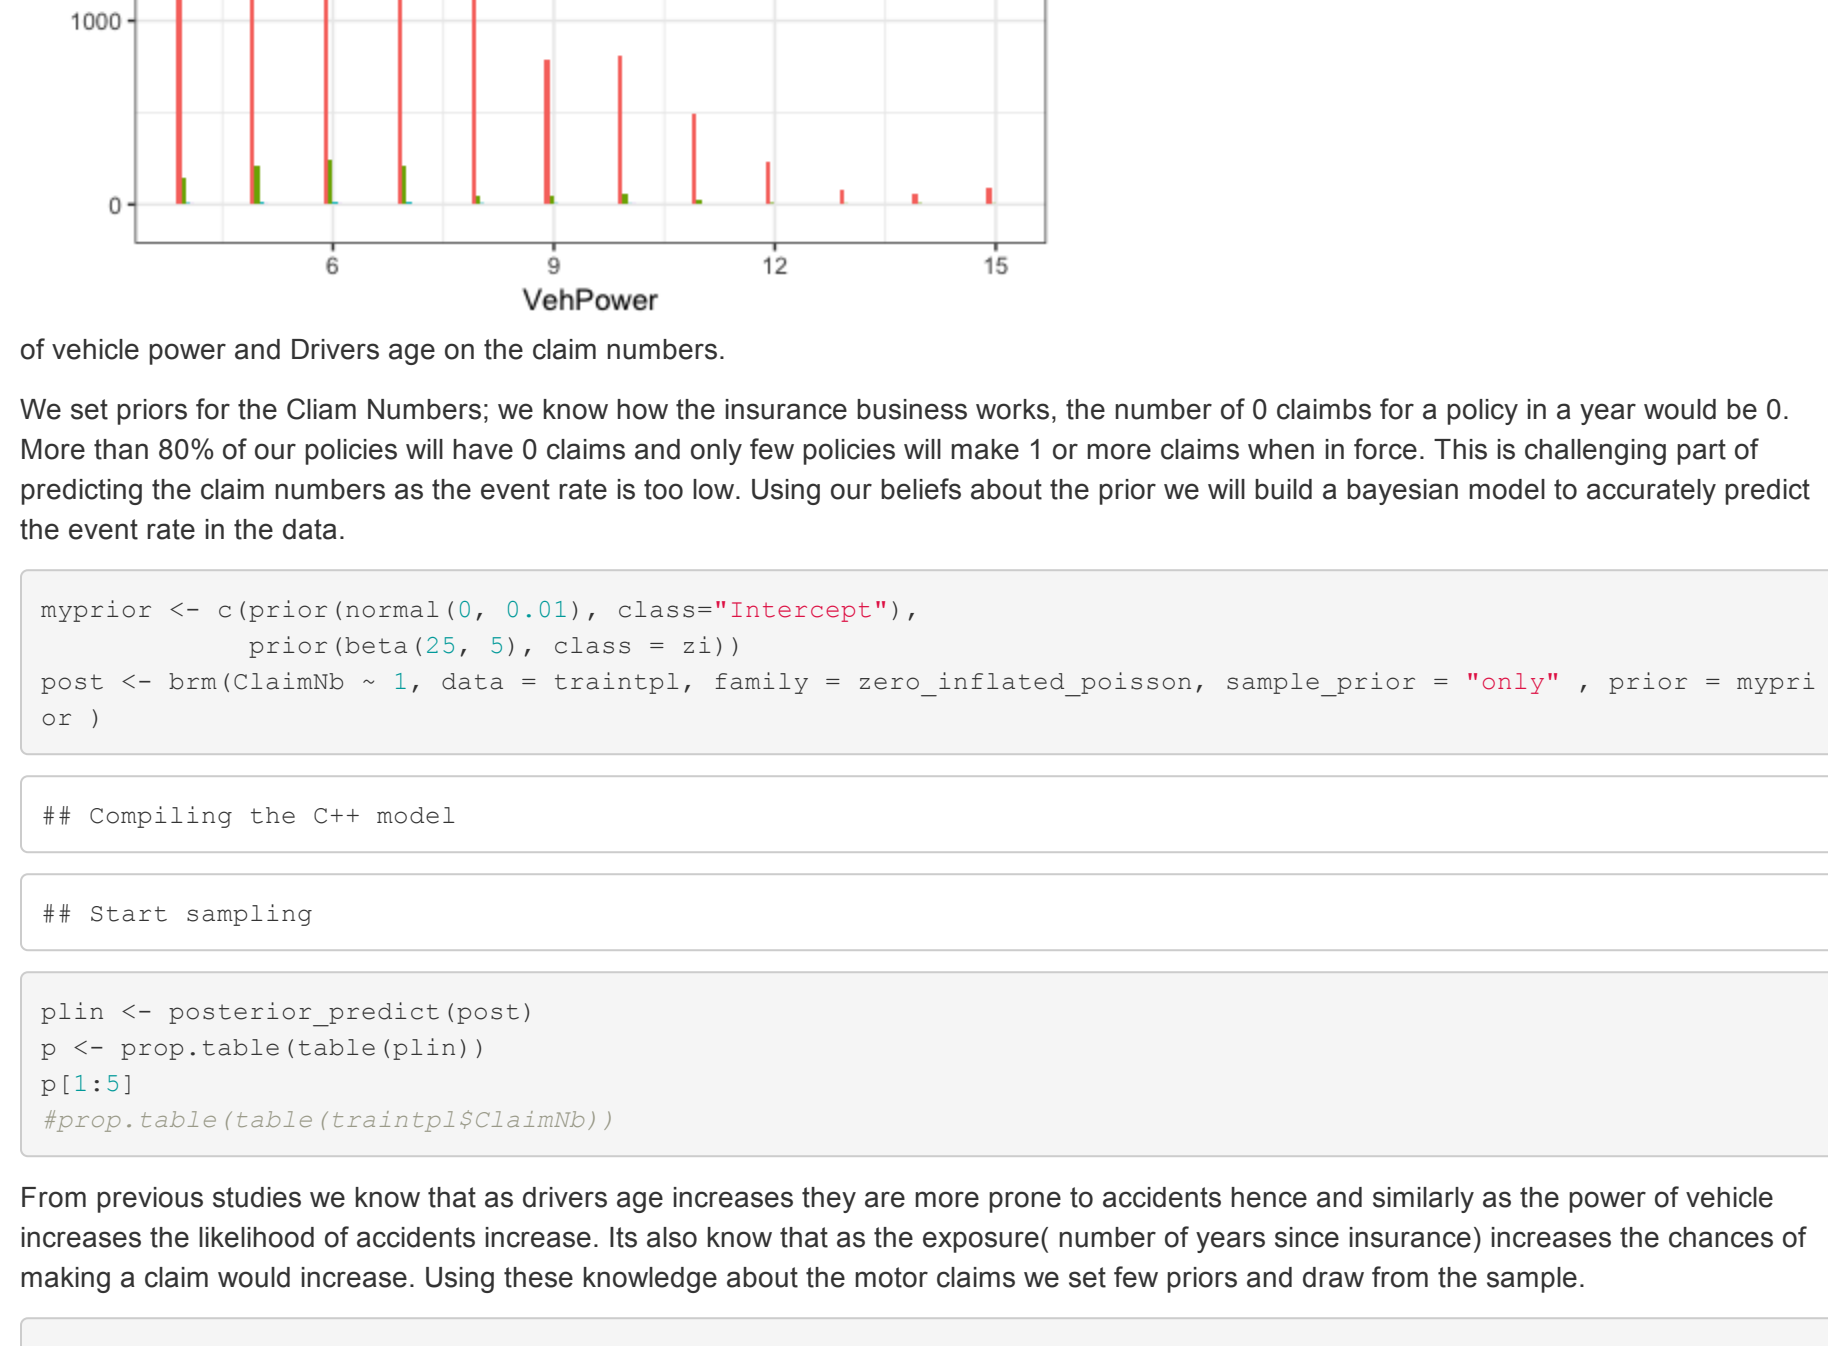 1000
0
6 9 12 15
VehPower
of vehicle power and Drivers age on the claim numbers.
We set priors for the Cliam Numbers; we know how the insurance business works, the number of 0 claimbs for a policy in a year would be 0.
More than 80% of our policies will have 0 claims and only few policies will make 1 or more claims when in force. This is challenging part of
predicting the claim numbers as the event rate is too low. Using our beliefs about the prior we will build a bayesian model to accurately predict
the event rate in the data.
myprior <- c(prior(normal(0, 0.01), class="Intercept"),
             prior(beta(25, 5), class = zi))
post <- brm(ClaimNb ~ 1, data = traintpl, family = zero_inflated_poisson, sample_prior = "only" , prior = mypri
or )
## Compiling the C++ model
## Start sampling
plin <- posterior_predict(post)
p <- prop.table(table(plin))
p[1:5]
#prop.table(table(traintpl$ClaimNb))
From previous studies we know that as drivers age increases they are more prone to accidents hence and similarly as the power of vehicle
increases the likelihood of accidents increase. Its also know that as the exposure( number of years since insurance) increases the chances of
making a claim would increase. Using these knowledge about the motor claims we set few priors and draw from the sample.